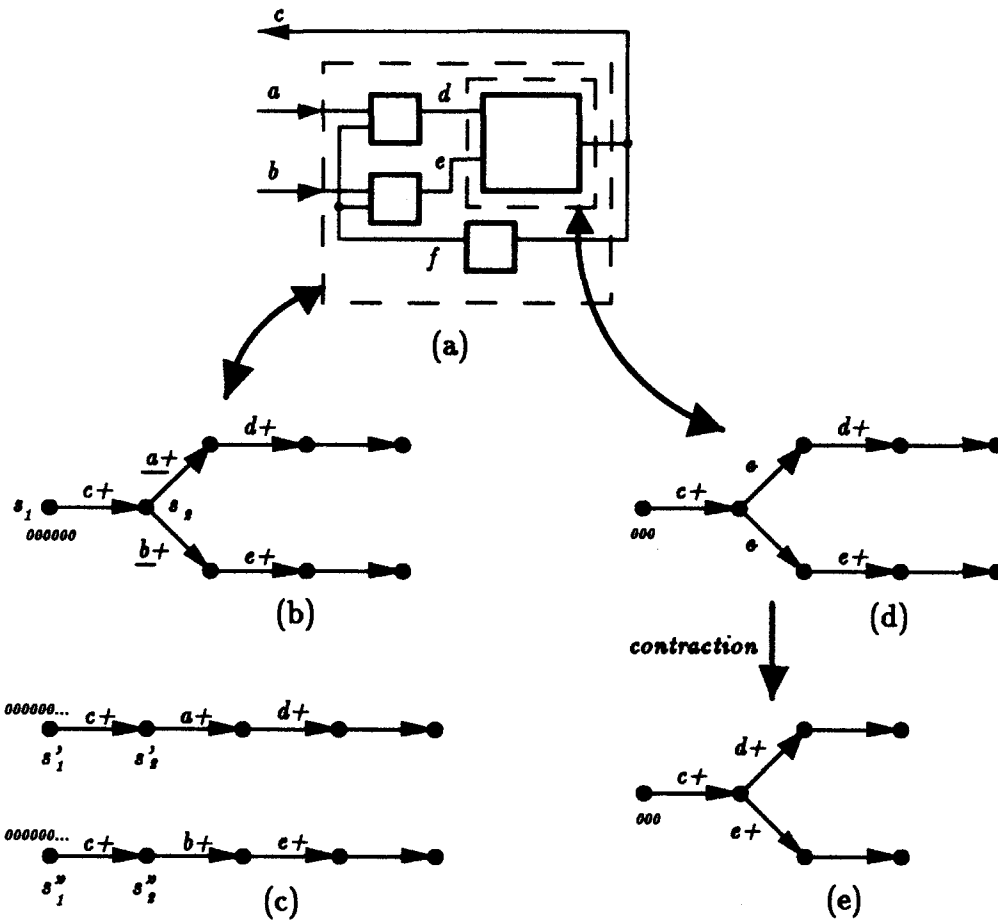 c
a
d
b
e
f
(a)
d+
a+
s₁
c+
s₂
000000
b+
e+
(b)
d+
e
c+
000
e
e+
(d)
contraction
000000...
c+
a+
d+
s'₁
s'₂
000000...
c+
b+
e+
s"₁
s"₂
(c)
d+
c+
000
e+
(e)